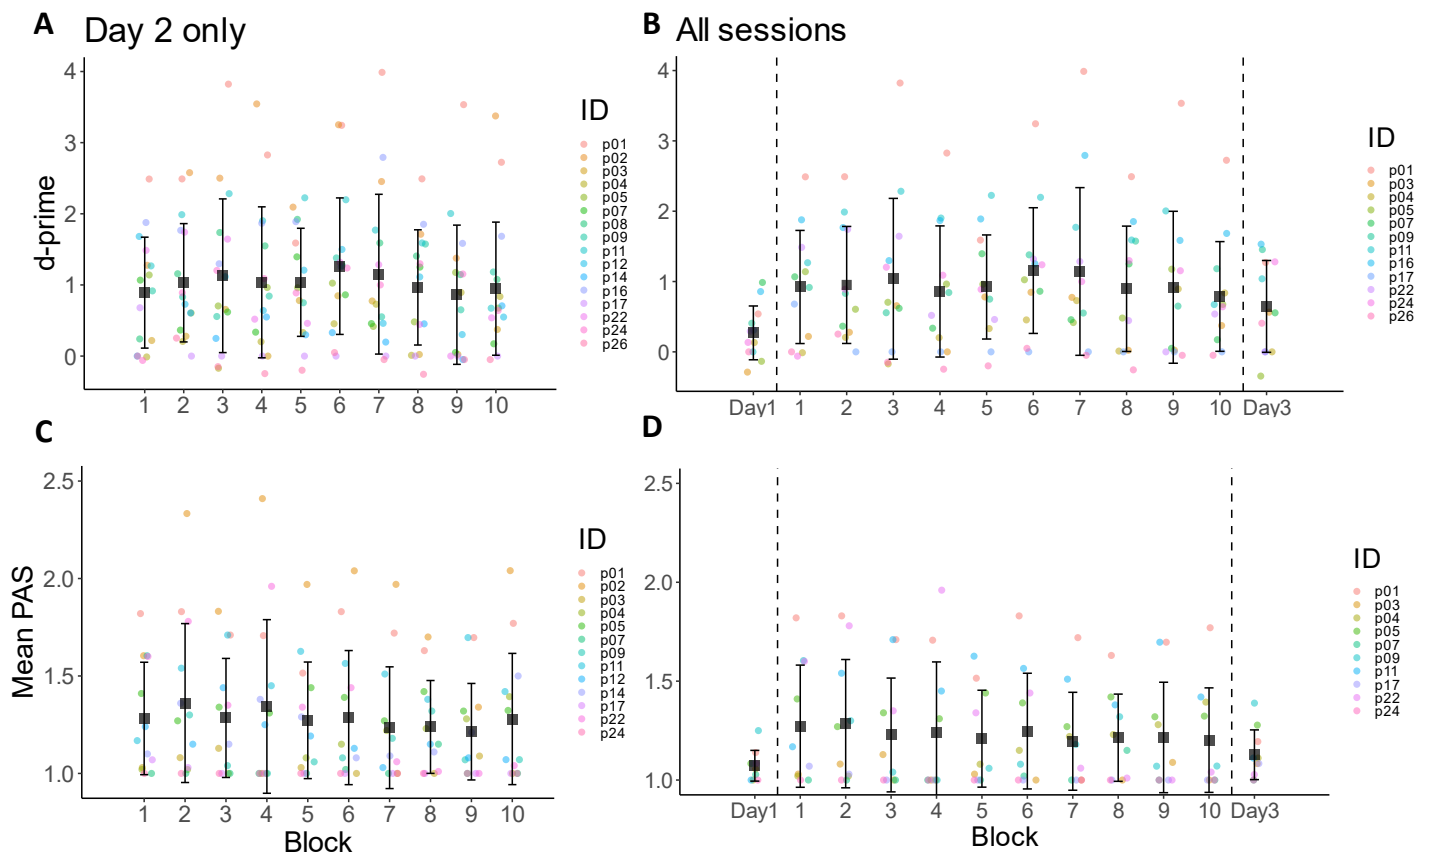 A Day 2 only
4
3
2
1
0
d-prime
1 2 3 4 5 6 7 8 9 10
ID
p01
p02
p03
p04
p05
p07
p08
p09
p11
p12
p14
p16
p17
p22
p24
p26
B All sessions
4
3
2
1
0
Day1 1 2 3 4 5 6 7 8 9 10 Day3
ID
p01
p03
p04
p05
p07
p09
p11
p16
p17
p22
p24
p26
C
2.5
2.0
1.5
1.0
Mean PAS
1 2 3 4 5 6 7 8 9 10
Block
ID
p01
p02
p03
p04
p05
p07
p09
p11
p12
p14
p17
p22
p24
D
2.5
2.0
1.5
1.0
Day1 1 2 3 4 5 6 7 8 9 10 Day3
Block
ID
p01
p03
p04
p05
p07
p09
p11
p17
p22
p24